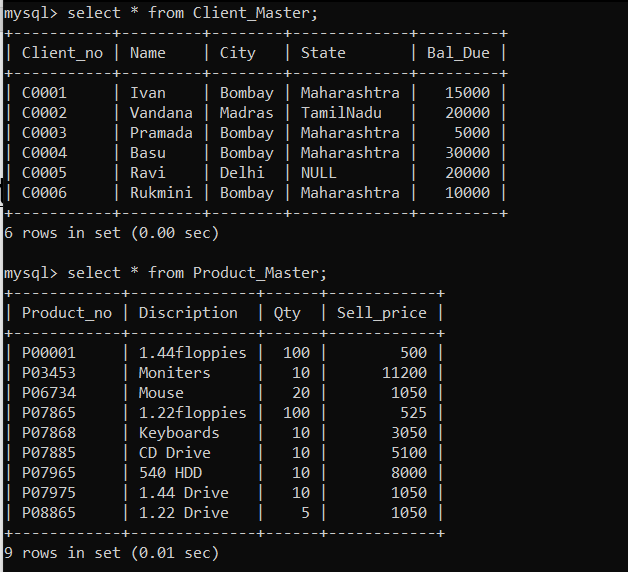 mysql> select * from Client_Master;
+-----------+---------+--------+-------------+---------+
| Client_no | Name    | City   | State       | Bal_Due |
+-----------+---------+--------+-------------+---------+
| C0001     | Ivan    | Bombay | Maharashtra |   15000 |
| C0002     | Vandana | Madras | TamilNadu   |   20000 |
| C0003     | Pramada | Bombay | Maharashtra |    5000 |
| C0004     | Basu    | Bombay | Maharashtra |   30000 |
| C0005     | Ravi    | Delhi  | NULL        |   20000 |
| C0006     | Rukmini | Bombay | Maharashtra |   10000 |
+-----------+---------+--------+-------------+---------+
6 rows in set (0.00 sec)
mysql> select * from Product_Master;
+------------+--------------+------+------------+
| Product_no | Discription  | Qty  | Sell_price |
+------------+--------------+------+------------+
| P00001     | 1.44floppies |  100 |        500 |
| P03453     | Moniters     |   10 |      11200 |
| P06734     | Mouse        |   20 |       1050 |
| P07865     | 1.22floppies |  100 |        525 |
| P07868     | Keyboards    |   10 |       3050 |
| P07885     | CD Drive     |   10 |       5100 |
| P07965     | 540 HDD      |   10 |       8000 |
| P07975     | 1.44 Drive   |   10 |       1050 |
| P08865     | 1.22 Drive   |    5 |       1050 |
+------------+--------------+------+------------+
9 rows in set (0.01 sec)